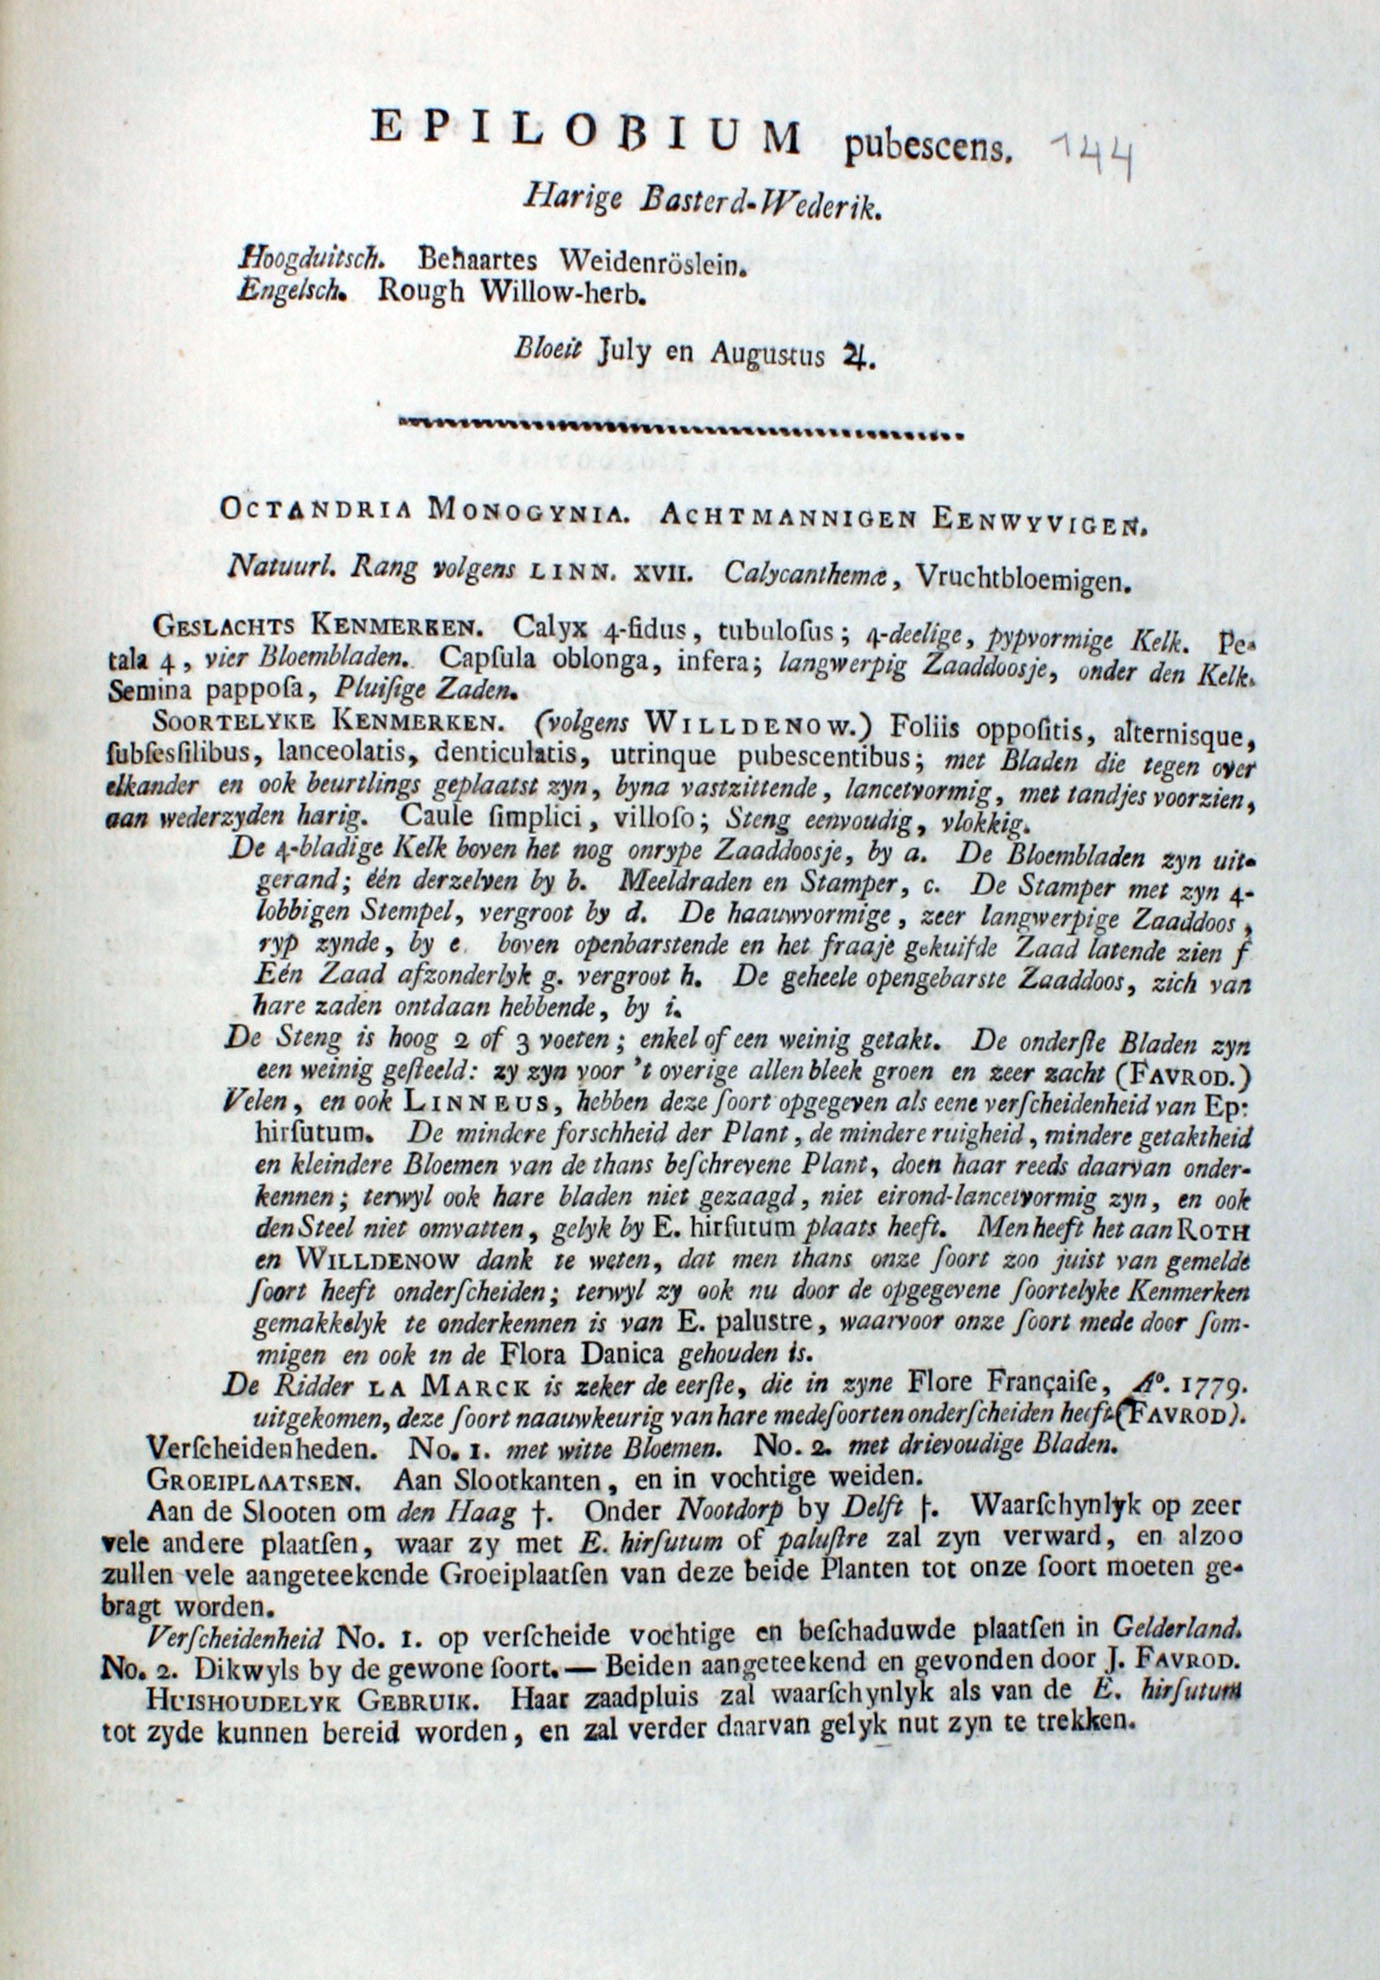 EPILOBIUM pubescens. 144
Harige Basterd-Wederik.
Hoogduitsch. Behaartes Weidenröslein.
Engelsch. Rough Willow-herb.
Bloeit July en Augustus ♃.
OCTANDRIA MONOGYNIA. ACHTMANNIGEN EENWYVIGEN.
Natuurl. Rang volgens LINN. XVII. Calycanthemæ, Vruchtbloemigen.
GESLACHTS KENMERKEN. Calyx 4-fidus, tubuloſus; 4-deelige, pypvormige Kelk. Pe-
tala 4, vier Bloembladen. Capſula oblonga, infera; langwerpig Zaaddoosje, onder den Kelk.
Semina pappoſa, Pluiſige Zaden.
SOORTELYKE KENMERKEN. (volgens WILLDENOW.) Foliis oppoſitis, alternisque,
ſubſesſilibus, lanceolatis, denticulatis, utrinque pubescentibus; met Bladen die tegen over
elkander en ook beurtlings geplaatst zyn, byna vastzittende, lancetvormig, met tandjes voorzien,
aan wederzyden harig. Caule ſimplici, villoſo; Steng eenvoudig, vlokkig.
De 4-bladige Kelk boven het nog onrype Zaaddoosje, by a. De Bloembladen zyn uit-
gerand; één derzelven by b. Meeldraden en Stamper, c. De Stamper met zyn 4-
lobbigen Stempel, vergroot by d. De haauwvormige, zeer langwerpige Zaaddoos,
ryp zynde, by e boven openbarstende en het fraaje gekuifde Zaad latende zien f
Eén Zaad afzonderlyk g. vergroot h. De geheele opengebarste Zaaddoos, zich van
hare zaden ontdaan hebbende, by i.
De Steng is hoog 2 of 3 voeten; enkel of een weinig getakt. De onderſte Bladen zyn
een weinig geſteeld: zy zyn voor 't overige allen bleek groen en zeer zacht (FAVROD.)
Velen, en ook LINNEUS, hebben deze ſoort opgegeven als eene verſcheidenheid van Ep:
hirſutum. De mindere forschheid der Plant, de mindere ruigheid, mindere getaktheid
en kleindere Bloemen van de thans beſchrevene Plant, doen haar reeds daarvan onder-
kennen; terwyl ook hare bladen niet gezaagd, niet eirond-lancetvormig zyn, en ook
den Steel niet omvatten, gelyk by E. hirſutum plaats heeft. Men heeft het aan ROTH
en WILLDENOW dank te weten, dat men thans onze ſoort zoo juist van gemelde
ſoort heeft onderſcheiden; terwyl zy ook nu door de opgegevene ſoortelyke Kenmerken
gemakkelyk te onderkennen is van E. palustre, waarvoor onze ſoort mede door ſom-
migen en ook in de Flora Danica gehouden is.
De Ridder LA MARCK is zeker de eerſte, die in zyne Flore Françaiſe, Aº. 1779.
uitgekomen, deze ſoort naauwkeurig van hare medeſoorten onderſcheiden heeft (FAVROD).
Verſcheidenheden. No. 1. met witte Bloemen. No. 2. met drievoudige Bladen.
GROEIPLAATSEN. Aan Slootkanten, en in vochtige weiden.
Aan de Slooten om den Haag †. Onder Nootdorp by Delft †. Waarſchynlyk op zeer
vele andere plaatſen, waar zy met E. hirſutum of paluſtre zal zyn verward, en alzoo
zullen vele aangeteekende Groeiplaatſen van deze beide Planten tot onze ſoort moeten ge-
bragt worden.
Verſcheidenheid No. 1. op verſcheide vochtige en beſchaduwde plaatſen in Gelderland.
No. 2. Dikwyls by de gewone ſoort. — Beiden aangeteekend en gevonden door J. FAVROD.
HUISHOUDELYK GEBRUIK. Haar zaadpluis zal waarſchynlyk als van de E. hirſutum
tot zyde kunnen bereid worden, en zal verder daarvan gelyk nut zyn te trekken.